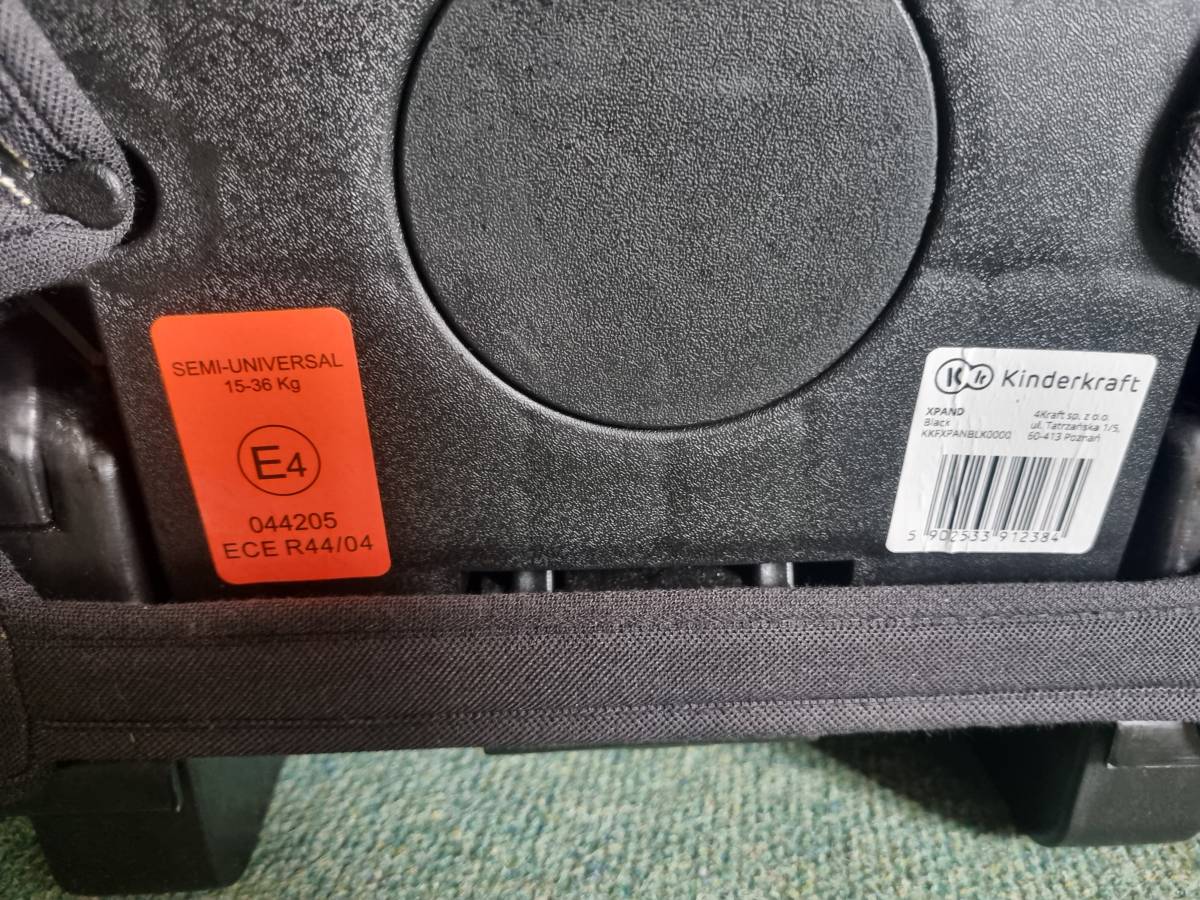 SEMI-UNIVERSAL
15-36 Kg
E4
044205
ECE R44/04
K kr Kinderkraft
XPAND
Black
KKFXPANBLK0000
4Kraft sp. z o.o.
ul. Tatrzańska 1/5,
60-413 Poznań
5 902533 912384